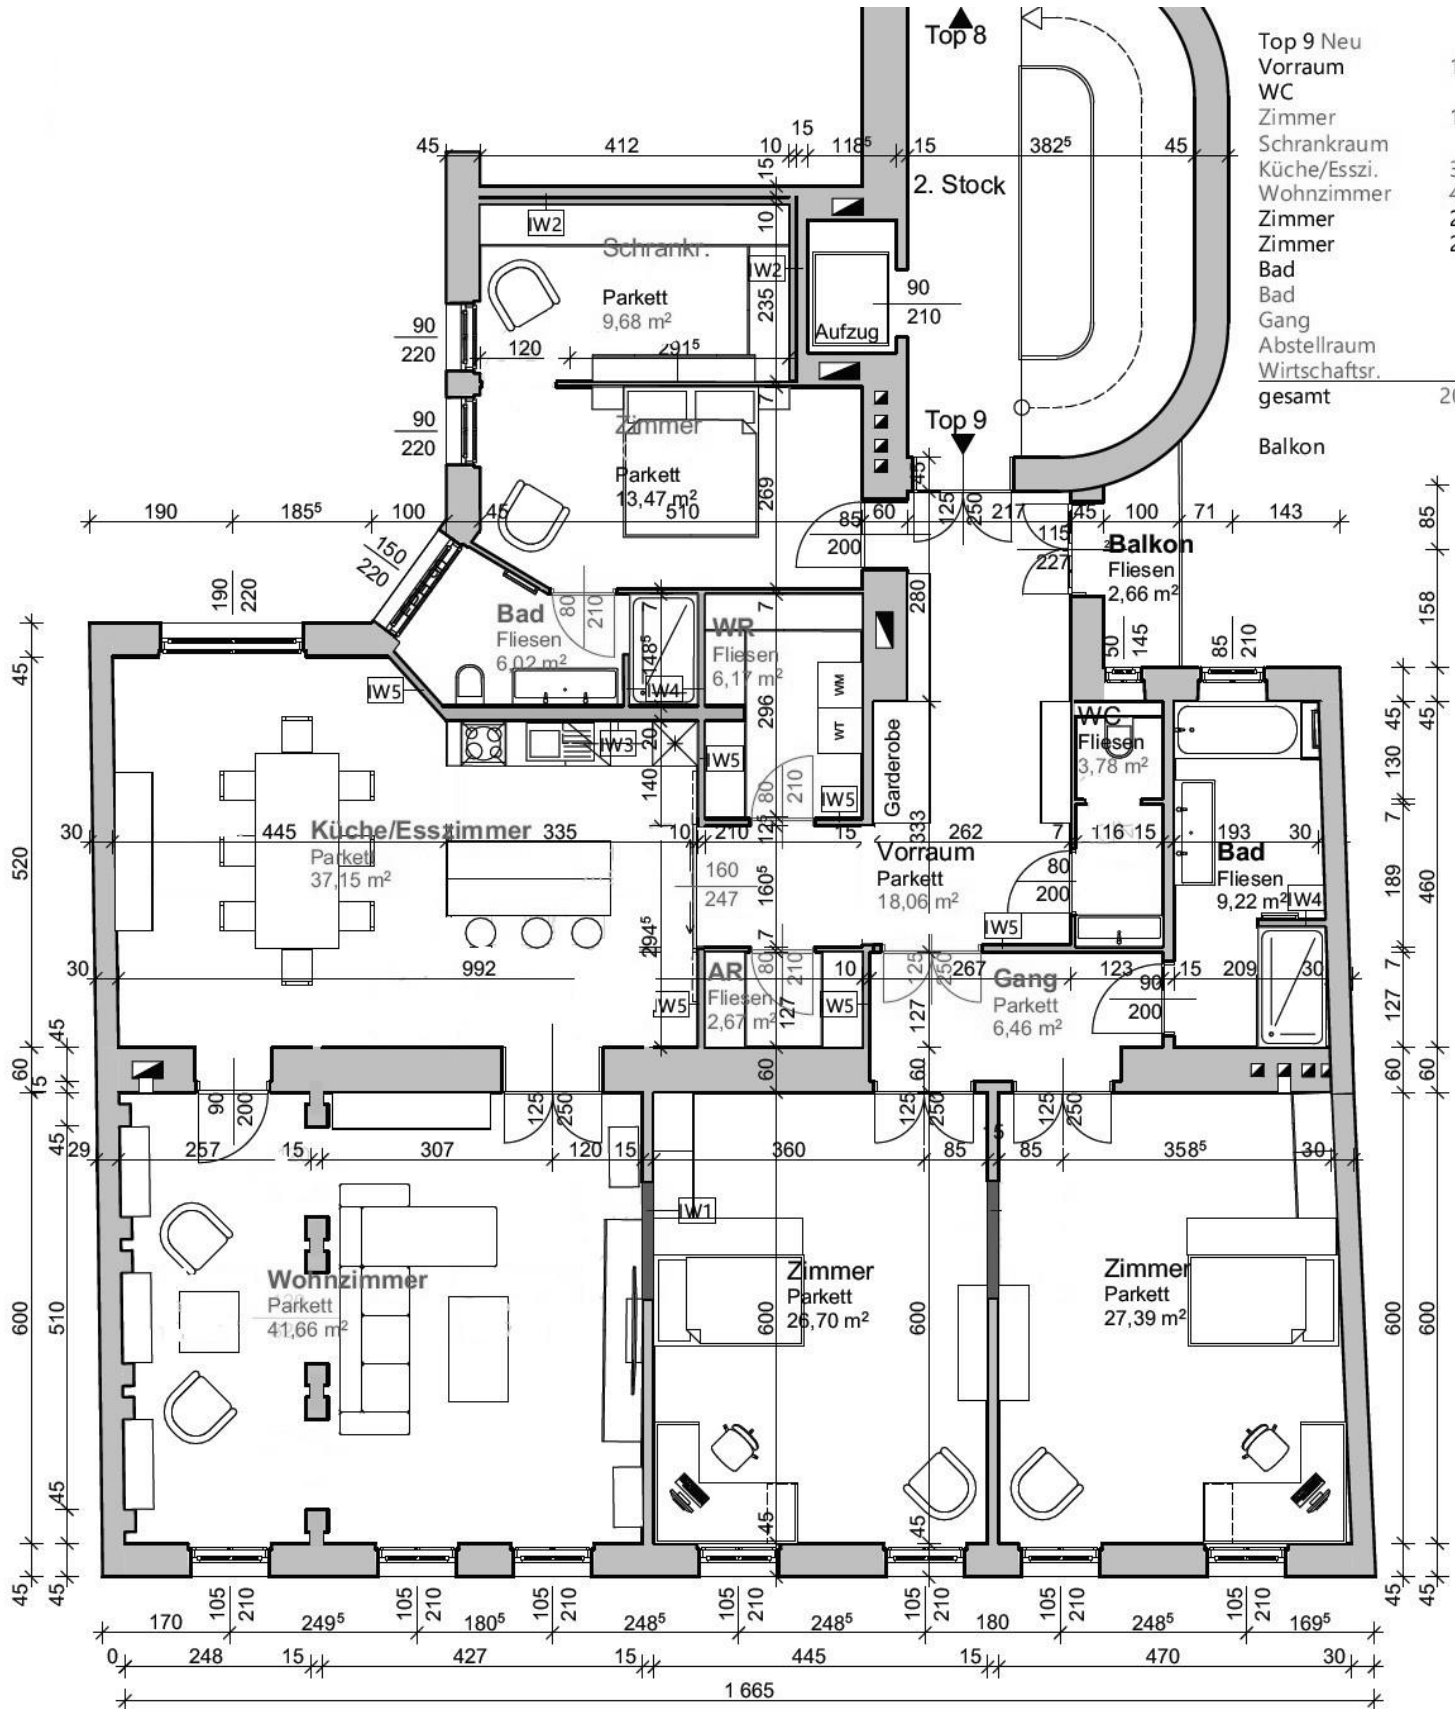 Top 8
Top 9 Neu
Vorraum
WC
Zimmer
Schrankraum
Küche/Esszi.
Wohnzimmer
Zimmer
Zimmer
Bad
Bad
Gang
Abstellraum
Wirtschaftsr.
gesamt
Balkon
45 412 10 15 118⁵ 15 382⁵ 45
15
10
2. Stock
IW2
Schrankr.
IW2
Parkett
9,68 m²
235
90
210
Aufzug
90
220
120 291⁵
7
90
220
Zimmer
Parkett
13,47 m²
269
Top 9
45
190 185⁵ 100 45 510 60 125 250 217 45 100 71 143
85
200
115
227
85
150
220
190
220
Balkon
Fliesen
2,66 m²
158
280
80
210
7
7
Bad
Fliesen
6,02 m²
148⁵
WR
Fliesen
6,17 m²
50
145
85
210
45
IW5
IW4
296
WM
WT
WC
Fliesen
3,78 m²
45
45
IW3
20
IW5
140
80
210
IW5
Garderobe
130
7
30 445 335 10 210 125 15 333 262 7 116 15 193 30
Küche/Esszimmer
Parkett
37,15 m²
520
160
247
160⁵
Vorraum
Parkett
18,06 m²
80
200
Bad
Fliesen
9,22 m²
IW4
189
460
IW5
294⁵
7
30 992 10 125 250 267 123 15 209 30
7
AR
Fliesen
2,67 m²
80
210
127
IW5
W5
127
Gang
Parkett
6,46 m²
90
200
127
45
60
15
60
60
60
60
90
200
125
250
125
250
125
250
45
29 257 15 307 120 15 360 85 15 85 358⁵ 30
IW1
Wohnzimmer
Parkett
41,66 m²
Zimmer
Parkett
26,70 m²
Zimmer
Parkett
27,39 m²
600
510
600
600
600
600
45
45
45
45
45
45
45
105
210
105
210
105
210
105
210
105
210
105
210
105
210
170 249⁵ 180⁵ 248⁵ 248⁵ 180 248⁵ 169⁵
0 248 15 427 15 445 15 470 30
1 665